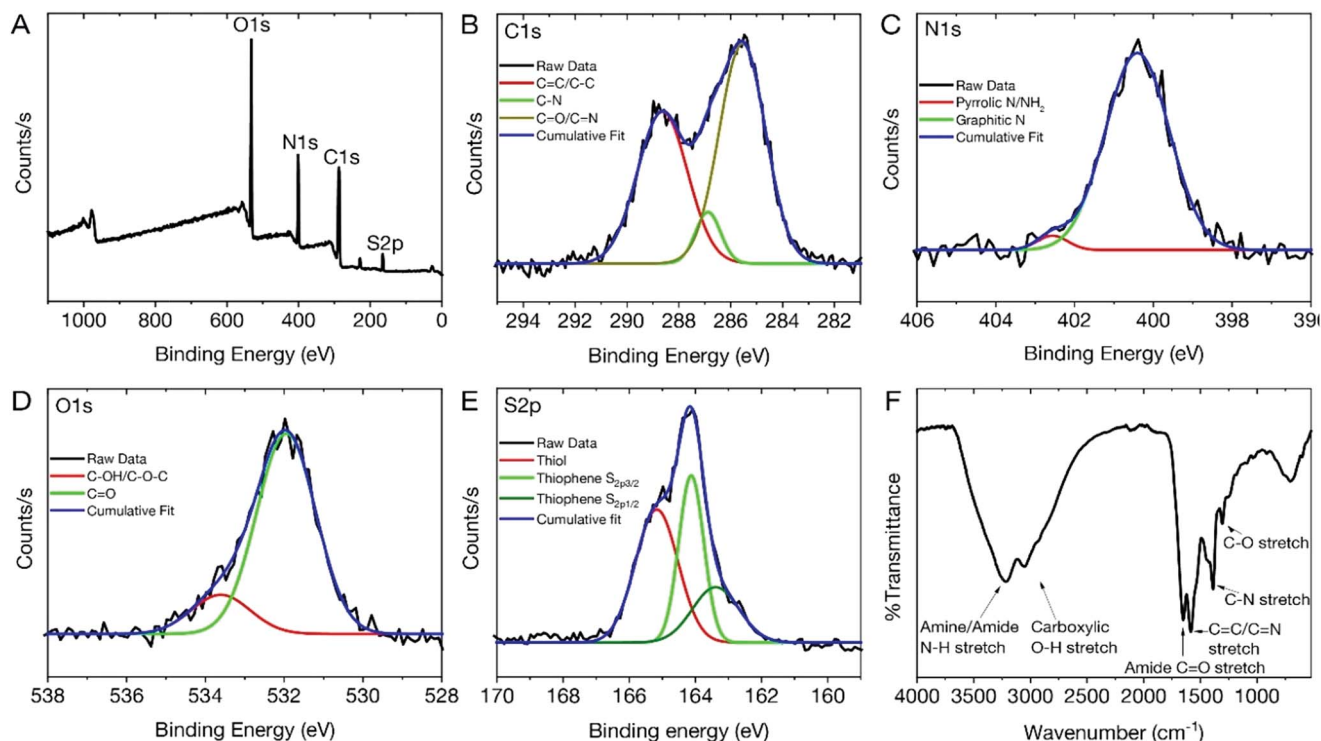 A
O1s
N1s
C1s
S2p
Counts/s
1000
800
600
400
200
0
Binding Energy (eV)
B
C1s
Raw Data
C=C/C-C
C-N
C=O/C=N
Cumulative Fit
Counts/s
294
292
290
288
286
284
282
Binding Energy (eV)
C
N1s
Raw Data
Pyrrolic N/NH₂
Graphitic N
Cumulative Fit
Counts/s
406
404
402
400
398
39
Binding Energy (eV)
D
O1s
Raw Data
C-OH/C-O-C
C=O
Cumulative Fit
Counts/s
538
536
534
532
530
528
Binding Energy (eV)
E
S2p
Raw Data
Thiol
Thiophene S₂p3/2
Thiophene S₂p1/2
Cumulative fit
Counts/s
170
168
166
164
162
160
Binding energy (eV)
F
%Transmittance
Amine/Amide
N-H stretch
Carboxylic
O-H stretch
Amide C=O stretch
C=C/C=N
stretch
C-N stretch
C-O stretch
4000
3500
3000
2500
2000
1500
1000
Wavenumber (cm⁻¹)